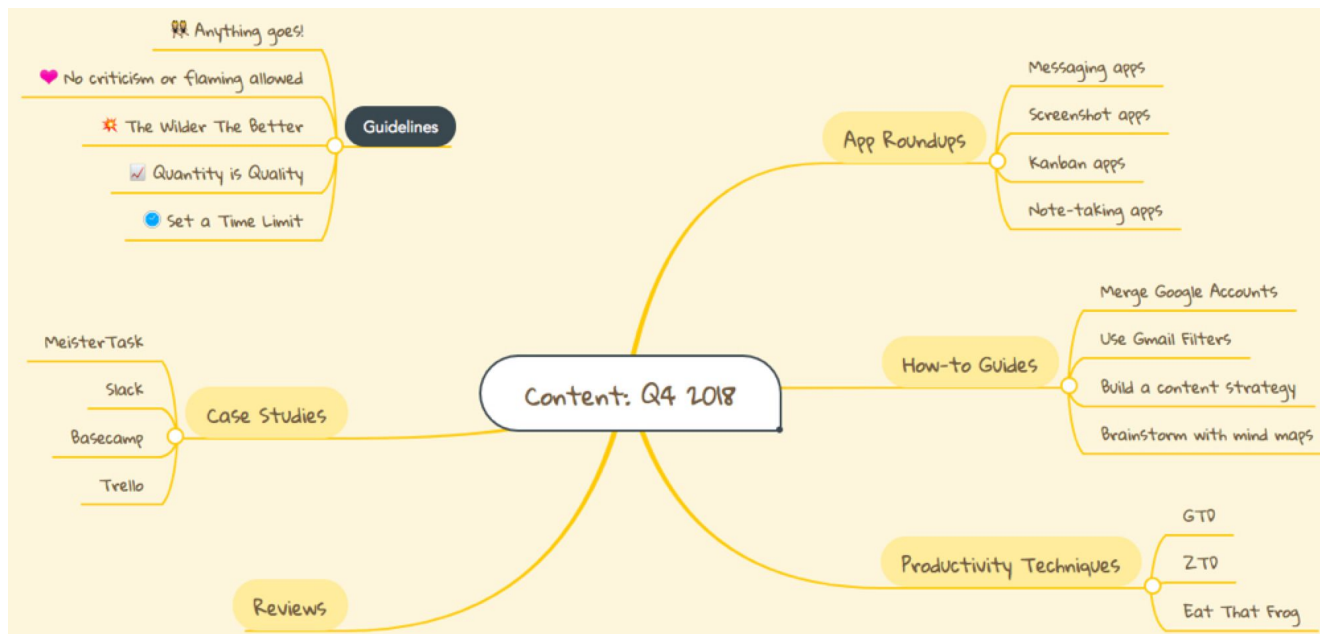 Anything goes!
No criticism or flaming allowed
The Wilder The Better
Quantity is Quality
Set a Time Limit
Guidelines
App Roundups
Messaging apps
Screenshot apps
Kanban apps
Note-taking apps
Content: Q4 2018
How-to Guides
Merge Google Accounts
Use Gmail Filters
Build a content strategy
Brainstorm with mind maps
Case Studies
MeisterTask
Slack
Basecamp
Trello
Productivity Techniques
GTD
ZTD
Eat That Frog
Reviews